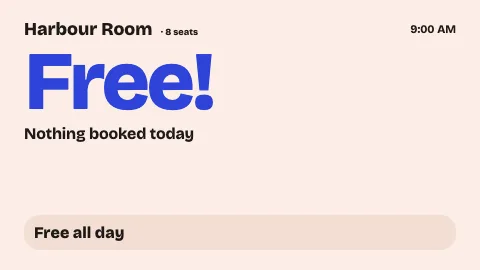 Harbour Room · 8 seats
9:00 AM
Free!
Nothing booked today
Free all day